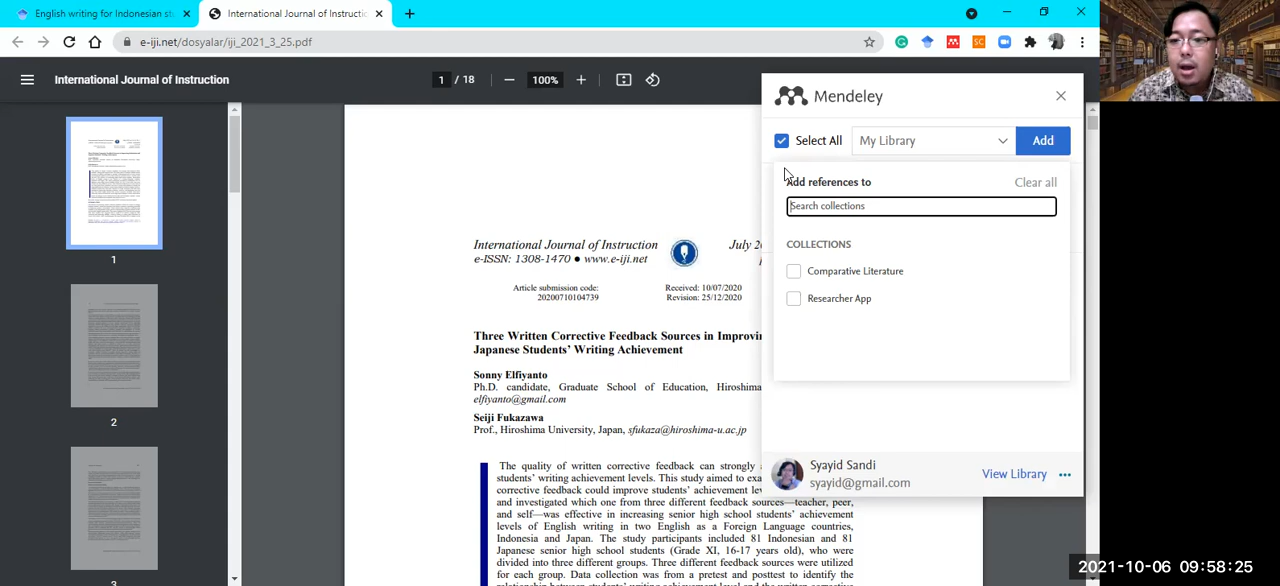 English writing for Indonesian st
International Journal of Instructi
e-iji.net/dosyalar/iji_2021_3_25.pdf
International Journal of Instruction
1 / 18
100%
Mendeley
Select All
My Library
Add
Add references to
Clear all
Search collections
COLLECTIONS
Comparative Literature
Researcher App
Syayid Sandi
syayid@gmail.com
View Library
1
2
3
International Journal of Instruction
e-ISSN: 1308-1470 ● www.e-iji.net
July 2
Article submission code:
20200710104739
Received: 10/07/2020
Revision: 25/12/2020
Three Written Corrective Feedback Sources in Improvin
Japanese Students' Writing Achievement
Sonny Elfiyanto
Ph.D. candidate, Graduate School of Education, Hiroshim
elfiyanto@gmail.com
Seiji Fukazawa
Prof., Hiroshima University, Japan, sfukaza@hiroshima-u.ac.jp
The quality of written corrective feedback can strongly a
students' writing achievement levels. This study aimed to exa
corrective feedback could improve students' achievement le
and investigated which one from three different feedback sources—teacher, peer,
and self—was effective in increasing senior high school students' achievement
levels of English writing in two English as a Foreign Language countries,
Indonesia and Japan. The study participants included 81 Indonesian and 81
Japanese senior high school students (Grade XI, 16-17 years old), who were
divided into three different groups. Three different feedback sources were utilized
for each group. Data collection was from a pretest and posttest to identify the
2021-10-06 09:58:25